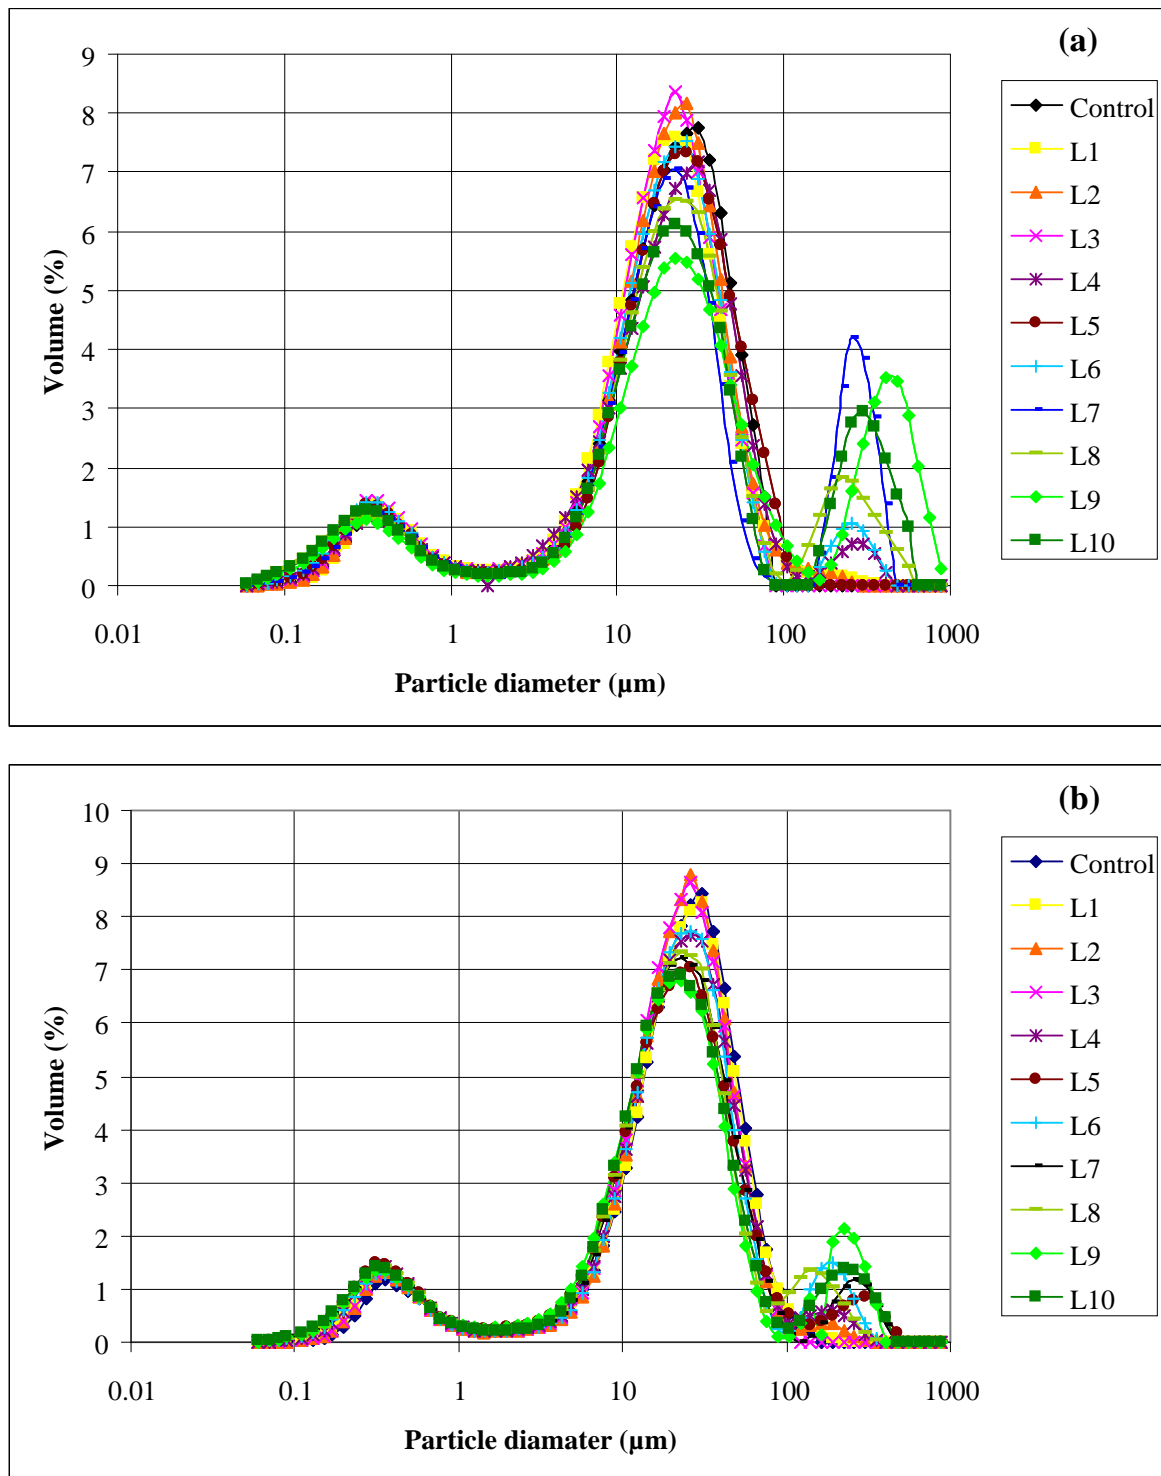 (a)
9
8
7
6
5
4
3
2
1
0
Volume (%)
0.01 0.1 1 10 100 1000
Particle diameter (µm)
Control
L1
L2
L3
L4
L5
L6
L7
L8
L9
L10
(b)
10
9
8
7
6
5
4
3
2
1
0
Volume (%)
0.01 0.1 1 10 100 1000
Particle diamater (µm)
Control
L1
L2
L3
L4
L5
L6
L7
L8
L9
L10